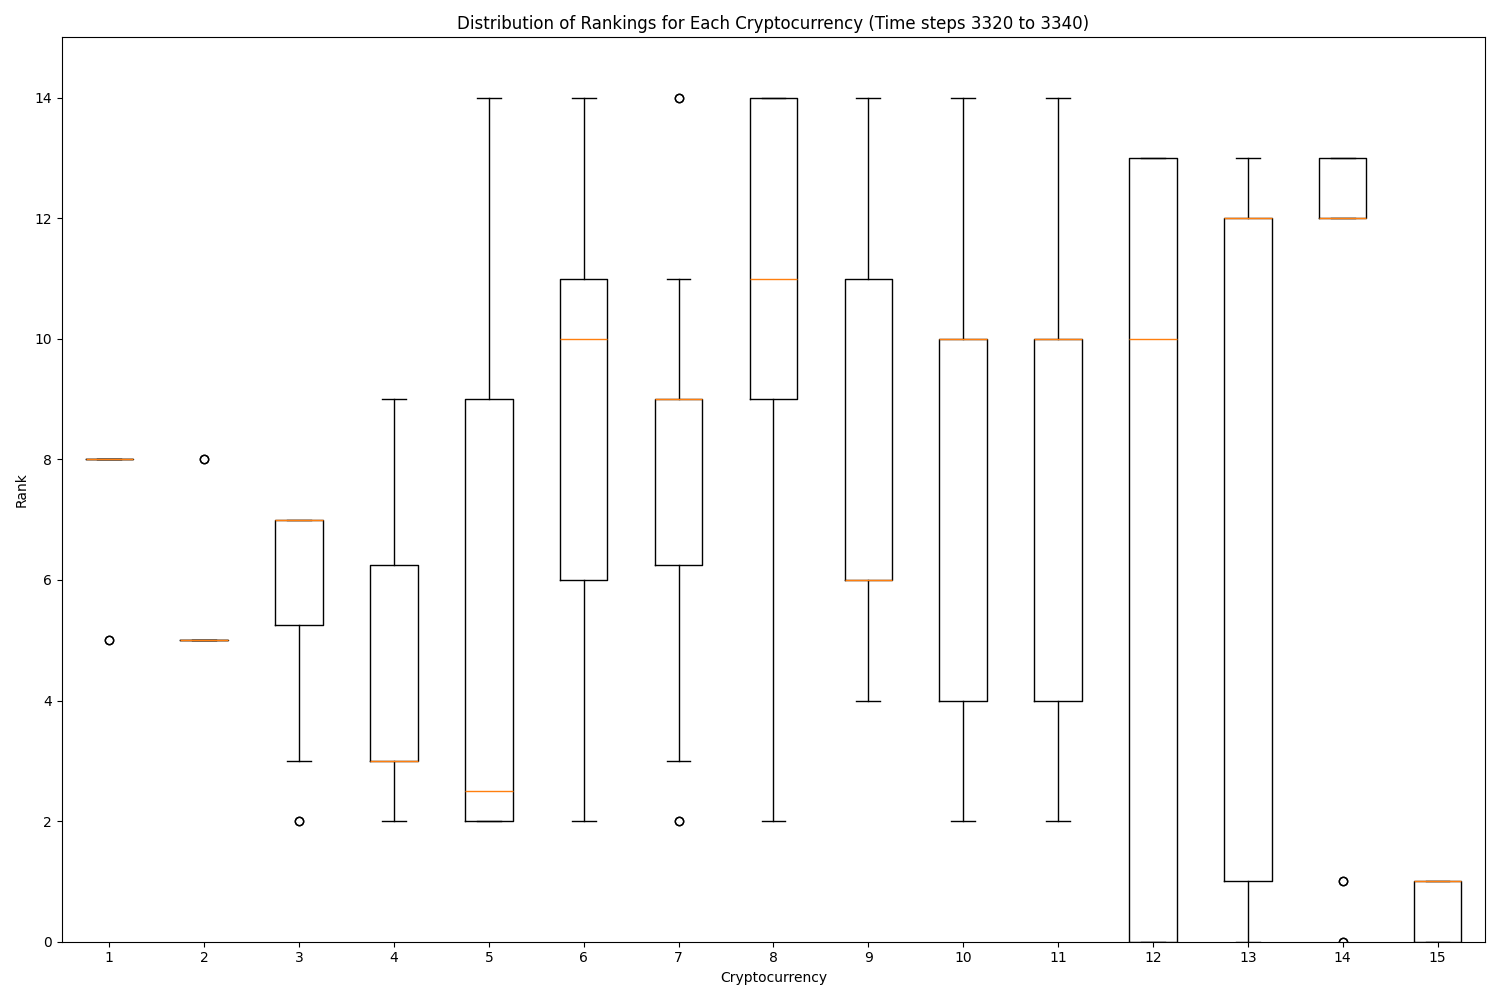 Distribution of Rankings for Each Cryptocurrency (Time steps 3320 to 3340)
Rank
14
12
10
8
6
4
2
0
1 2 3 4 5 6 7 8 9 10 11 12 13 14 15
Cryptocurrency